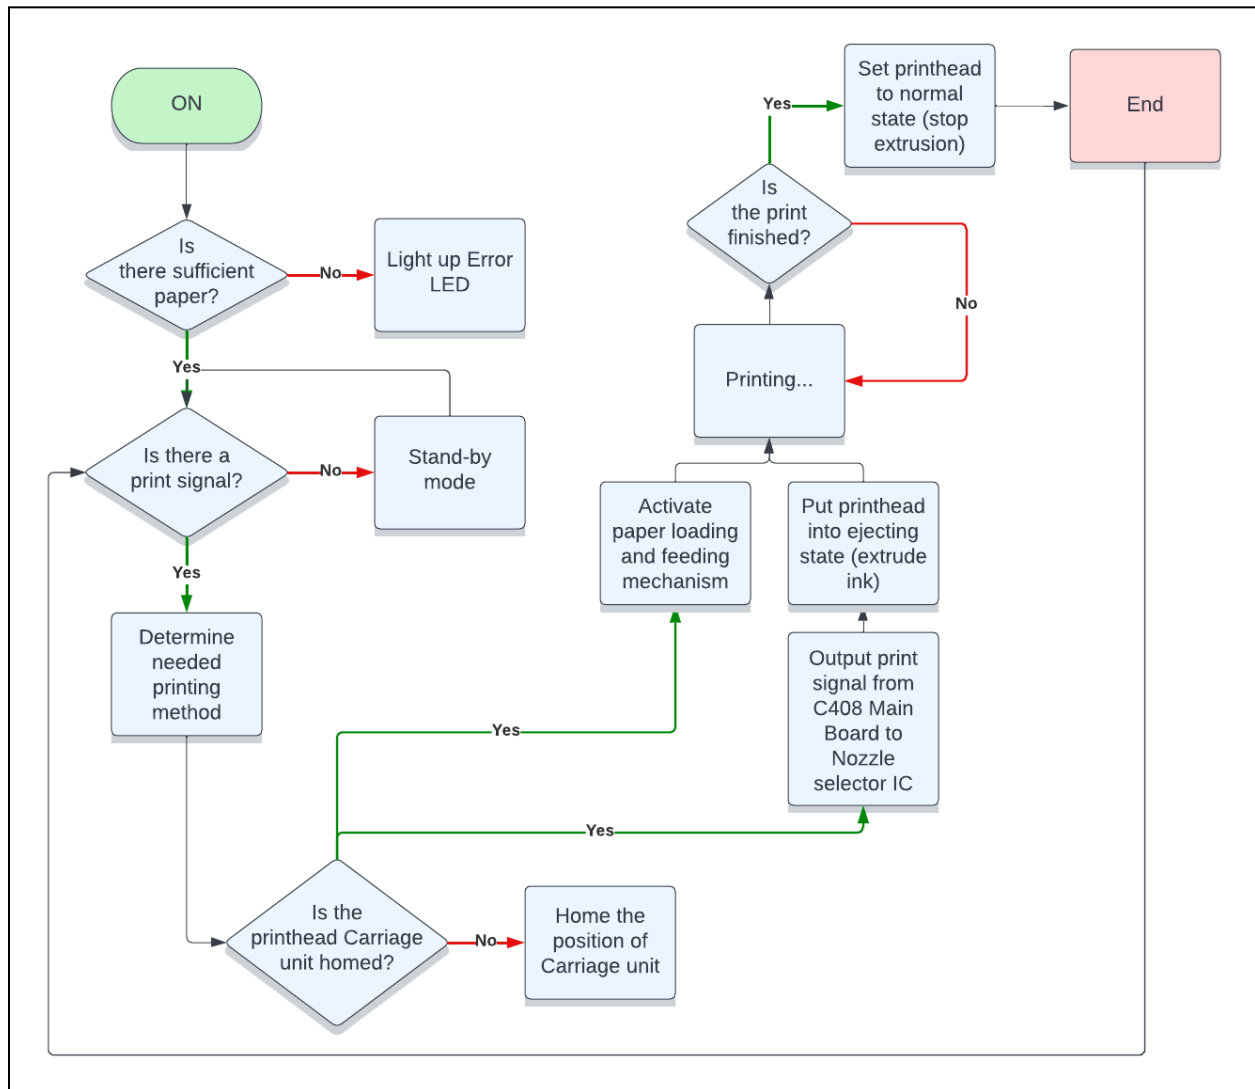 ON
Is
there sufficient
paper?
No
Light up Error
LED
Yes
Is there a
print signal?
No
Stand-by
mode
Yes
Determine
needed
printing
method
Is the
printhead Carriage
unit homed?
No
Home the
position of
Carriage unit
Yes
Yes
Activate
paper loading
and feeding
mechanism
Output print
signal from
C408 Main
Board to
Nozzle
selector IC
Put printhead
into ejecting
state (extrude
ink)
Printing...
Is
the print
finished?
No
Yes
Set printhead
to normal
state (stop
extrusion)
End